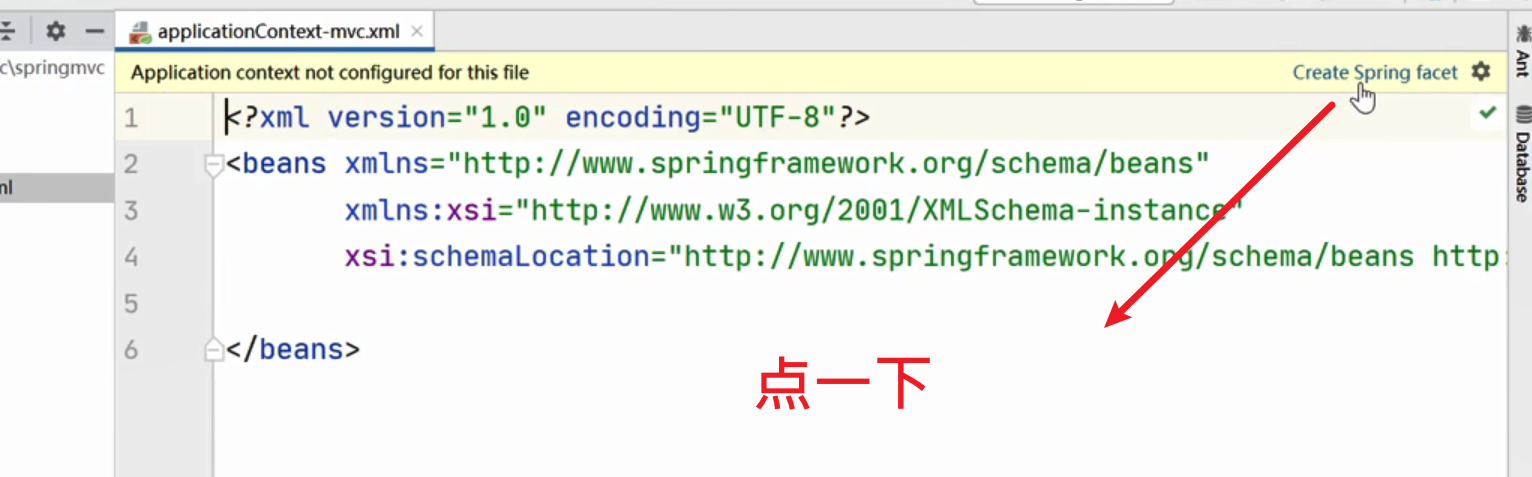 applicationContext-mvc.xml
c\springmvc
Application context not configured for this file
Create Spring facet
Ant
Database
ml
1 <?xml version="1.0" encoding="UTF-8"?>
2 <beans xmlns="http://www.springframework.org/schema/beans"
3 xmlns:xsi="http://www.w3.org/2001/XMLSchema-instance"
4 xsi:schemaLocation="http://www.springframework.org/schema/beans http:
5
6 </beans>
点一下